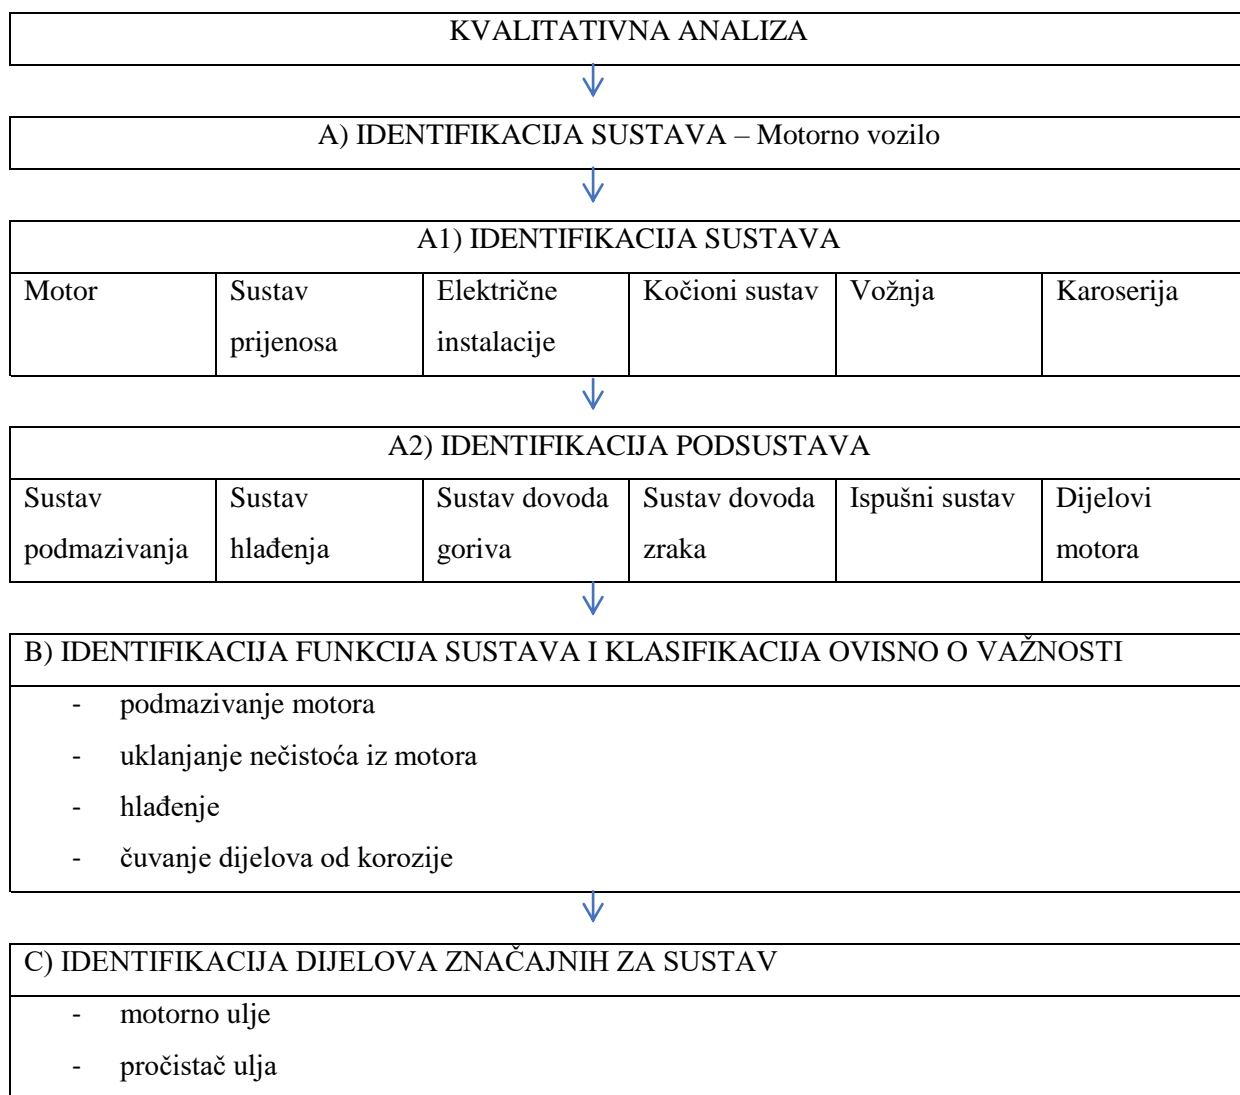 KVALITATIVNA ANALIZA
A) IDENTIFIKACIJA SUSTAVA – Motorno vozilo
A1) IDENTIFIKACIJA SUSTAVA
Motor
Sustav
prijenosa
Električne
instalacije
Kočioni sustav
Vožnja
Karoserija
A2) IDENTIFIKACIJA PODSUSTAVA
Sustav
podmazivanja
Sustav
hlađenja
Sustav dovoda
goriva
Sustav dovoda
zraka
Ispušni sustav
Dijelovi
motora
B) IDENTIFIKACIJA FUNKCIJA SUSTAVA I KLASIFIKACIJA OVISNO O VAŽNOSTI
- podmazivanje motora
- uklanjanje nečistoća iz motora
- hlađenje
- čuvanje dijelova od korozije
C) IDENTIFIKACIJA DIJELOVA ZNAČAJNIH ZA SUSTAV
- motorno ulje
- pročistač ulja